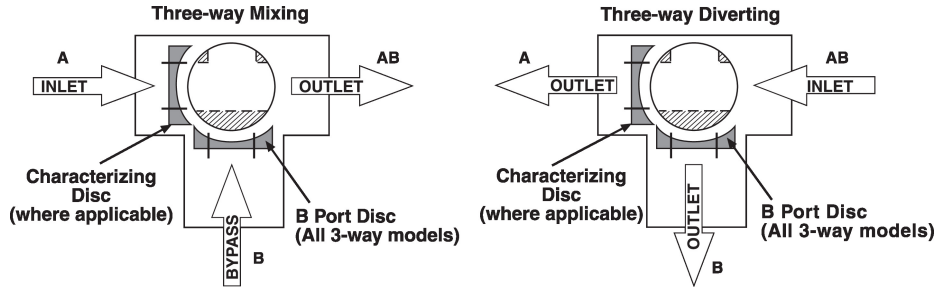 Three-way Mixing
A
INLET
AB
OUTLET
Characterizing
Disc
(where applicable)
BYPASS
B
B Port Disc
(All 3-way models)
Three-way Diverting
A
OUTLET
AB
INLET
Characterizing
Disc
(where applicable)
OUTLET
B
B Port Disc
(All 3-way models)